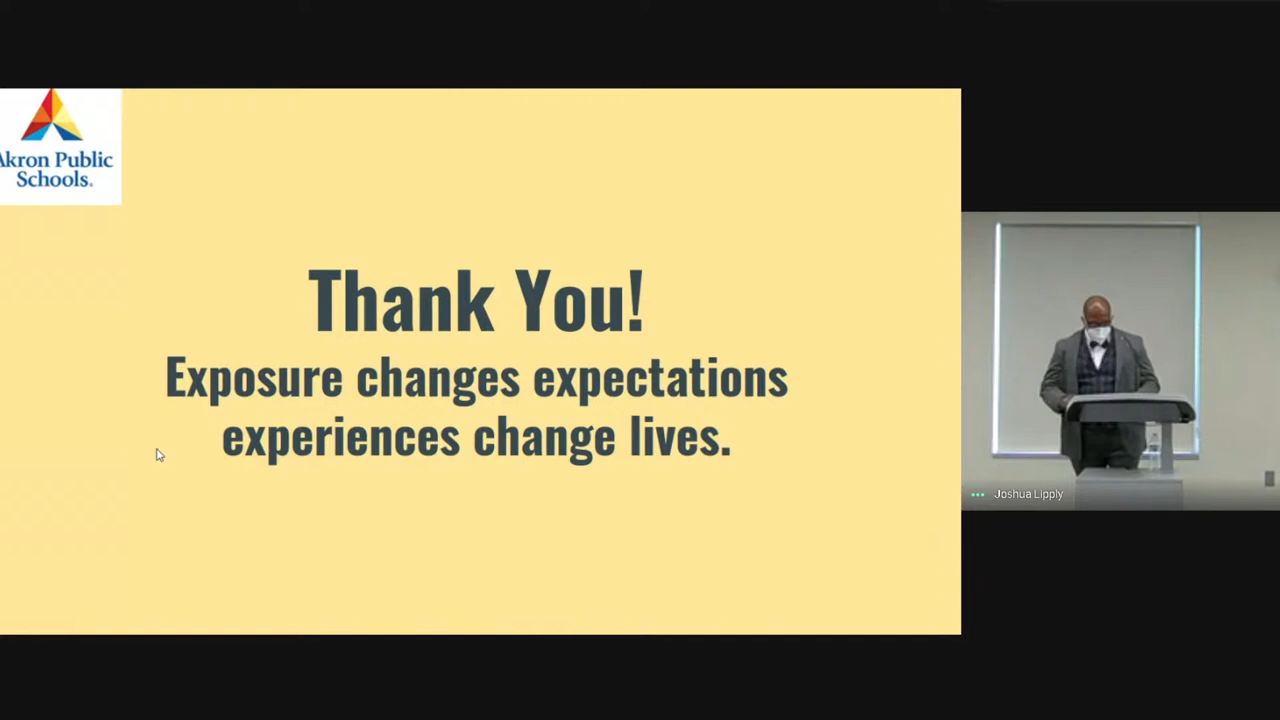 Akron Public
Schools.
Thank You!
Exposure changes expectations
experiences change lives.
Joshua Lipply